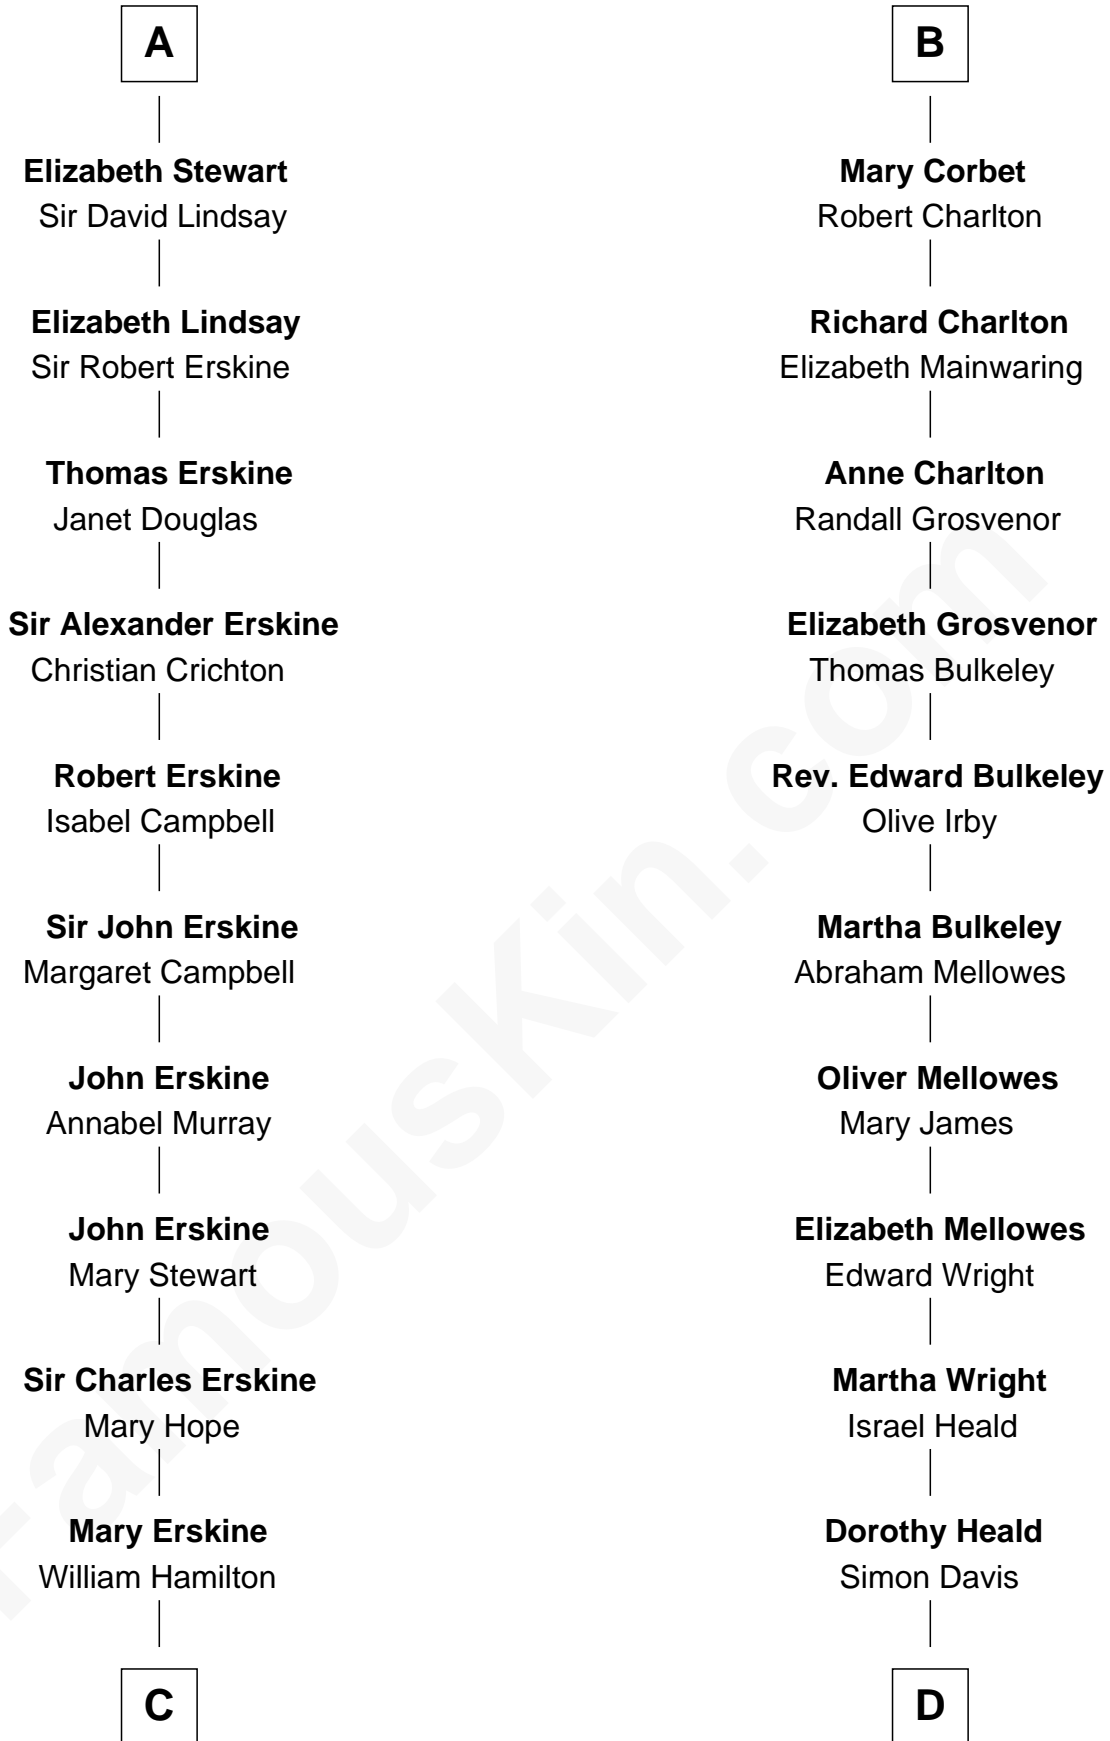 A
Elizabeth Stewart
Sir David Lindsay
Elizabeth Lindsay
Sir Robert Erskine
Thomas Erskine
Janet Douglas
Sir Alexander Erskine
Christian Crichton
Robert Erskine
Isabel Campbell
Sir John Erskine
Margaret Campbell
John Erskine
Annabel Murray
John Erskine
Mary Stewart
Sir Charles Erskine
Mary Hope
Mary Erskine
William Hamilton
C
B
Mary Corbet
Robert Charlton
Richard Charlton
Elizabeth Mainwaring
Anne Charlton
Randall Grosvenor
Elizabeth Grosvenor
Thomas Bulkeley
Rev. Edward Bulkeley
Olive Irby
Martha Bulkeley
Abraham Mellowes
Oliver Mellowes
Mary James
Elizabeth Mellowes
Edward Wright
Martha Wright
Israel Heald
Dorothy Heald
Simon Davis
D
FamousKin.com